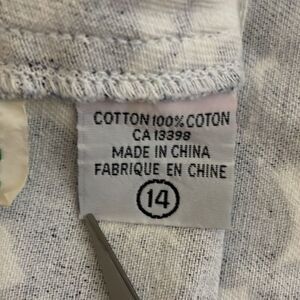 COTTON 100% COTON
CA 13398
MADE IN CHINA
FABRIQUE EN CHINE
14